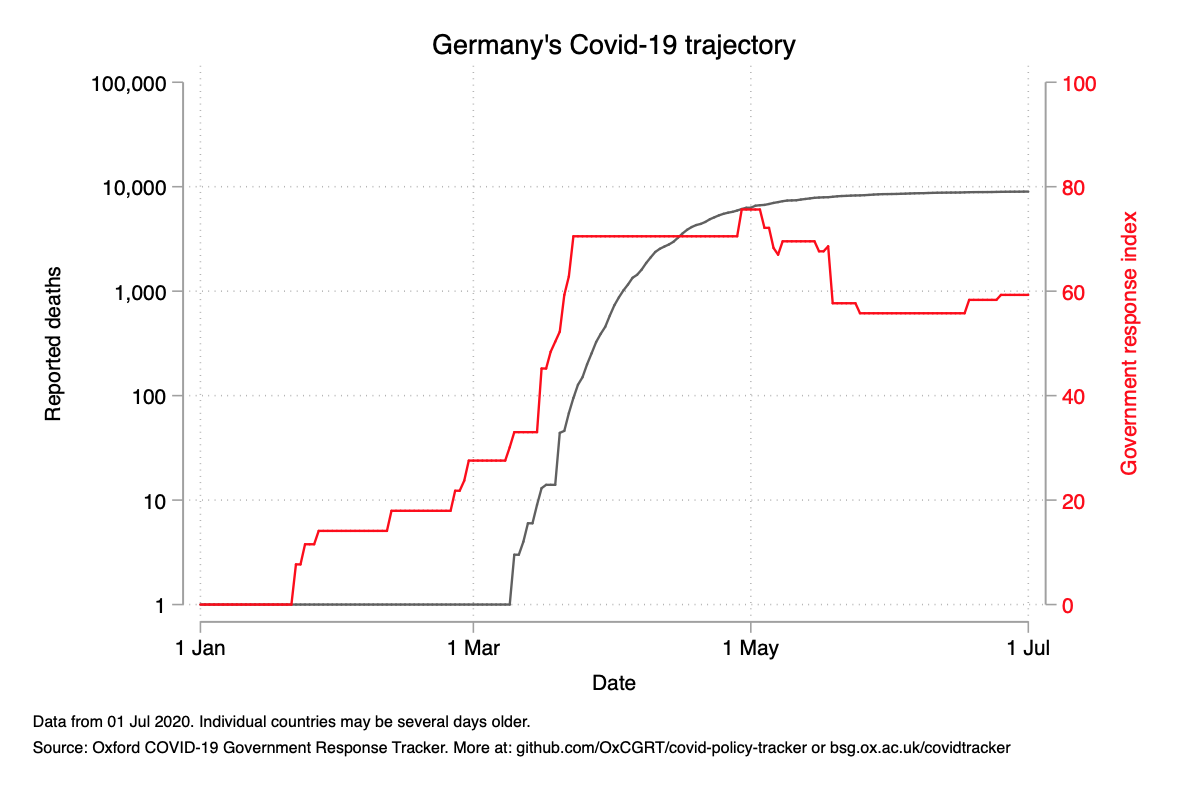 Germany's Covid-19 trajectory
100,000
10,000
1,000
100
10
1
Reported deaths
100
80
60
40
20
0
Government response index
1 Jan
1 Mar
1 May
1 Jul
Date
Data from 01 Jul 2020. Individual countries may be several days older.
Source: Oxford COVID-19 Government Response Tracker. More at: github.com/OxCGRT/covid-policy-tracker or bsg.ox.ac.uk/covidtracker